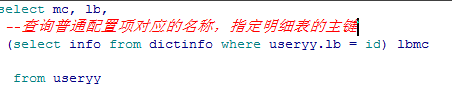 select mc, lb,
--查询普通配置项对应的名称，指定明细表的主键
(select info from dictinfo where useryy.lb = id) lbmc
from useryy